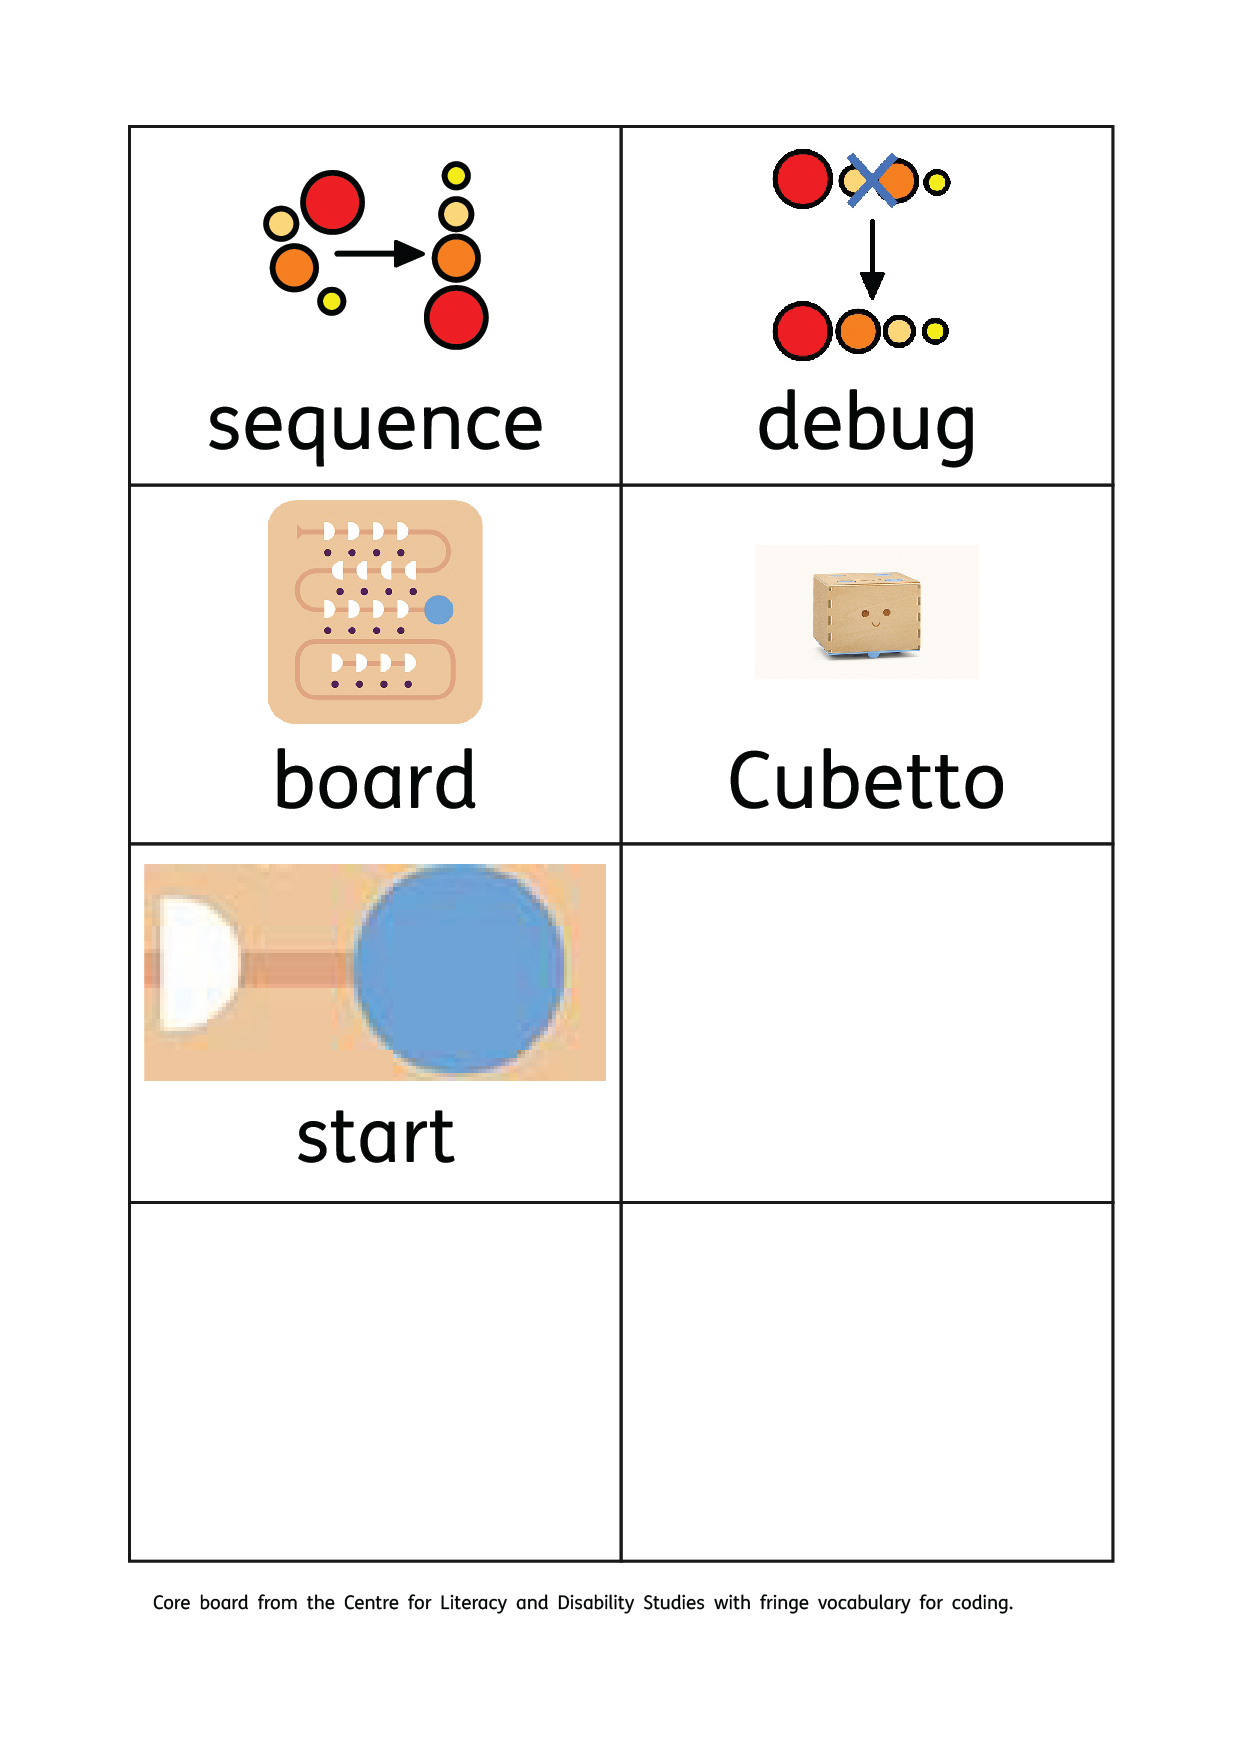 sequence
debug
board
Cubetto
start
Core board from the Centre for Literacy and Disability Studies with fringe vocabulary for coding.